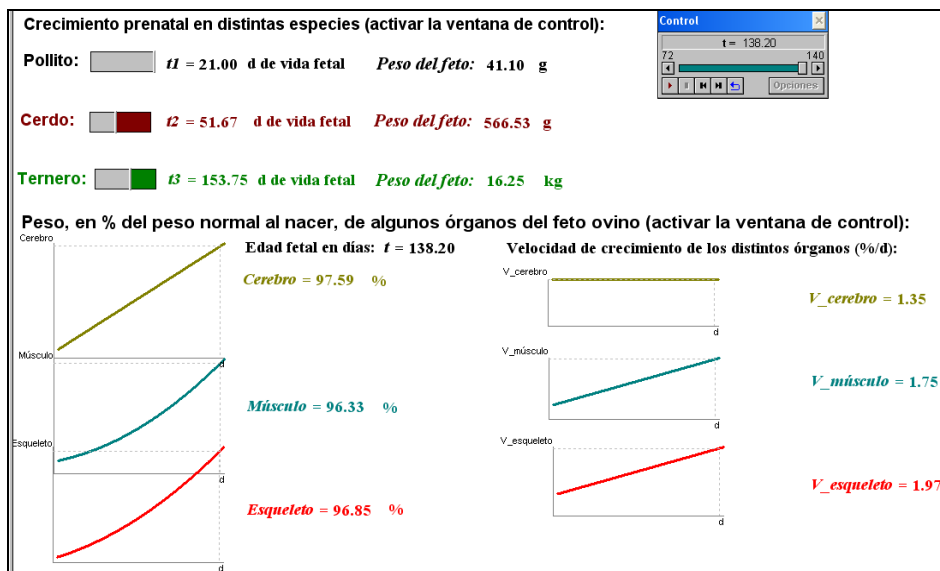 Crecimiento prenatal en distintas especies (activar la ventana de control):
Control
t = 138.20
72 140
Opciones
Pollito: t1 = 21.00 d de vida fetal Peso del feto: 41.10 g
Cerdo: t2 = 51.67 d de vida fetal Peso del feto: 566.53 g
Ternero: t3 = 153.75 d de vida fetal Peso del feto: 16.25 kg
Peso, en % del peso normal al nacer, de algunos órganos del feto ovino (activar la ventana de control):
Cerebro
Edad fetal en días: t = 138.20
Cerebro = 97.59 %
Músculo
d
Músculo = 96.33 %
Esqueleto
d
Esqueleto = 96.85 %
d
Velocidad de crecimiento de los distintos órganos (%/d):
V_cerebro
V_cerebro = 1.35
d
V_músculo
V_músculo = 1.75
d
V_esqueleto
V_esqueleto = 1.97
d